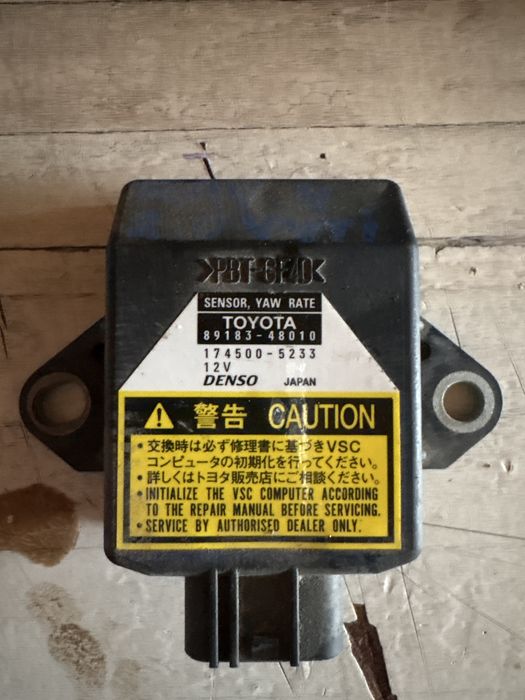 >PBT-GF40<
SENSOR, YAW RATE
TOYOTA
89183-48010
174500-5233
12V
DENSO JAPAN
警告 CAUTION
・交換時は必ず修理書に基づきVSC
コンピュータの初期化を行ってください。
・詳しくはトヨタ販売店にご相談ください。
・INITIALIZE THE VSC COMPUTER ACCORDING
TO THE REPAIR MANUAL BEFORE SERVICING.
・SERVICE BY AUTHORISED DEALER ONLY.